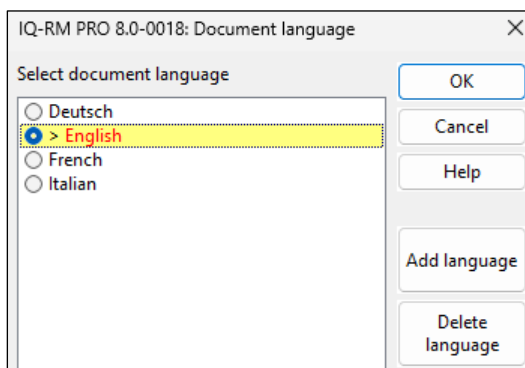 IQ-RM PRO 8.0-0018: Document language
Select document language
Deutsch
> English
French
Italian
OK
Cancel
Help
Add language
Delete
language